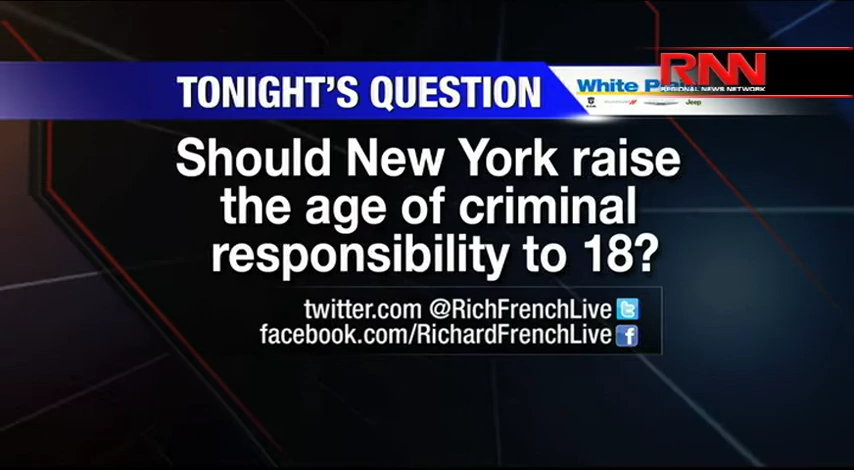 TONIGHT'S QUESTION
White
RNN
REGIONAL NEWS NETWORK
Jeep
Should New York raise
the age of criminal
responsibility to 18?
twitter.com @RichFrenchLive
facebook.com/RichardFrenchLive